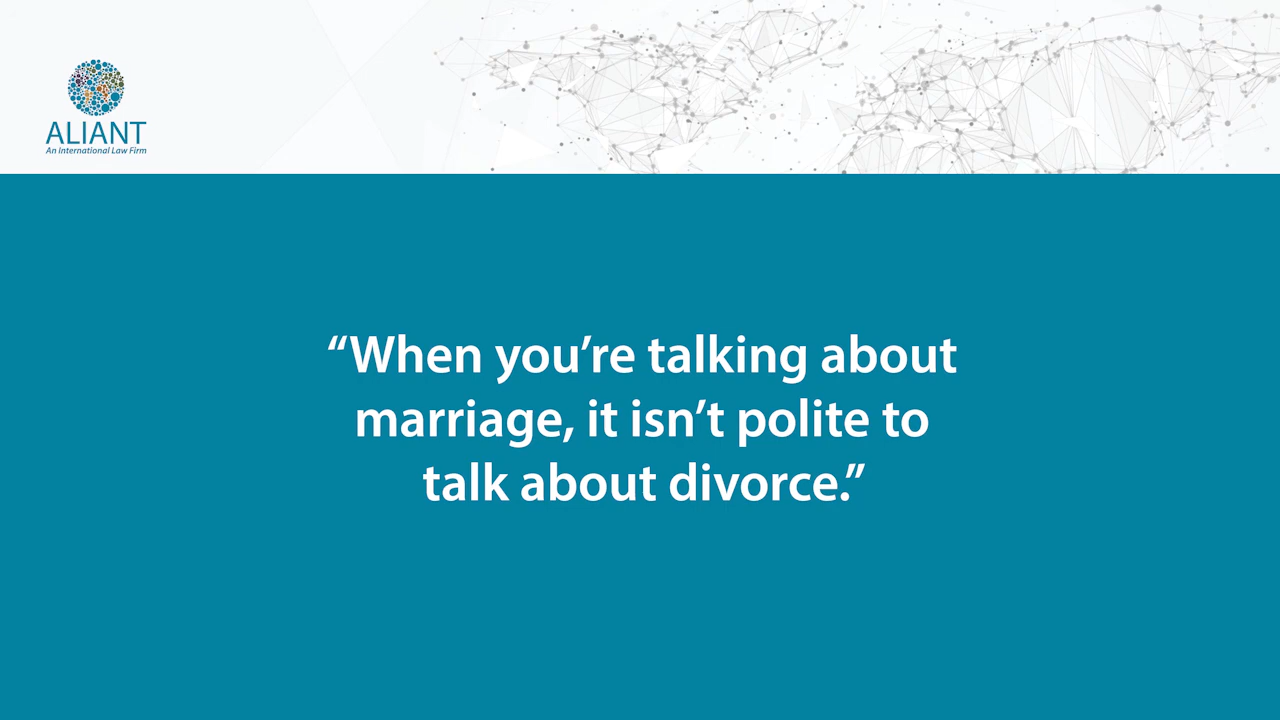 ALIANT
An International Law Firm
“When you’re talking about
marriage, it isn’t polite to
talk about divorce.”